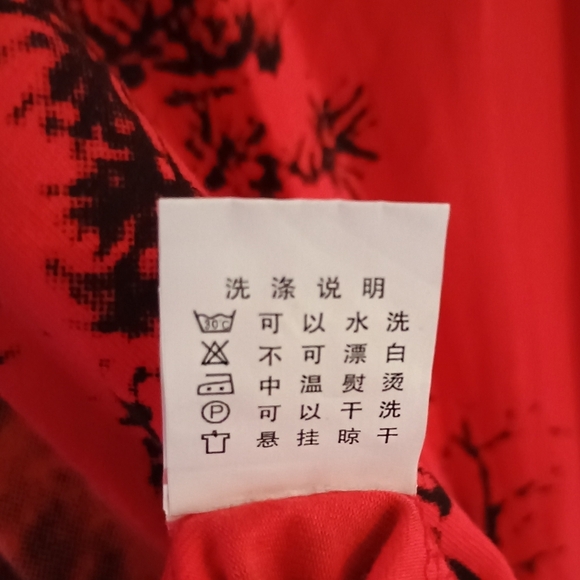 洗涤说明
30℃ 可以水洗
不可漂白
中温熨烫
P 可以干洗
悬挂晾干